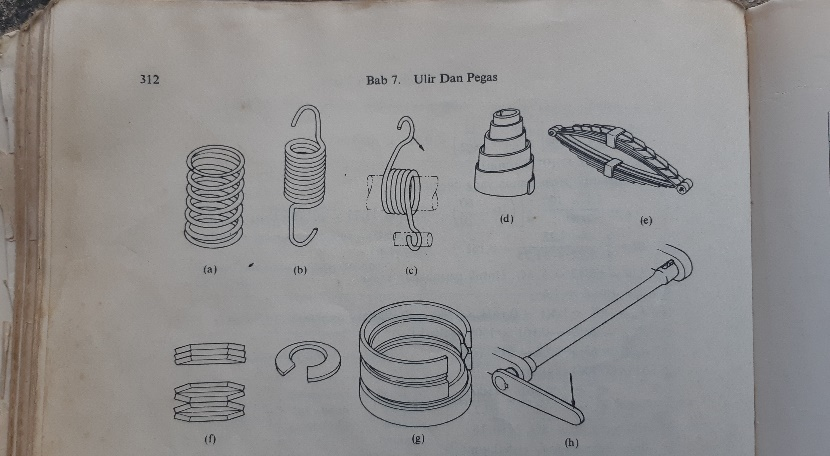 312
Bab 7. Ulir Dan Pegas
(d)
(e)
(a)
(b)
(c)
(f)
(g)
(h)